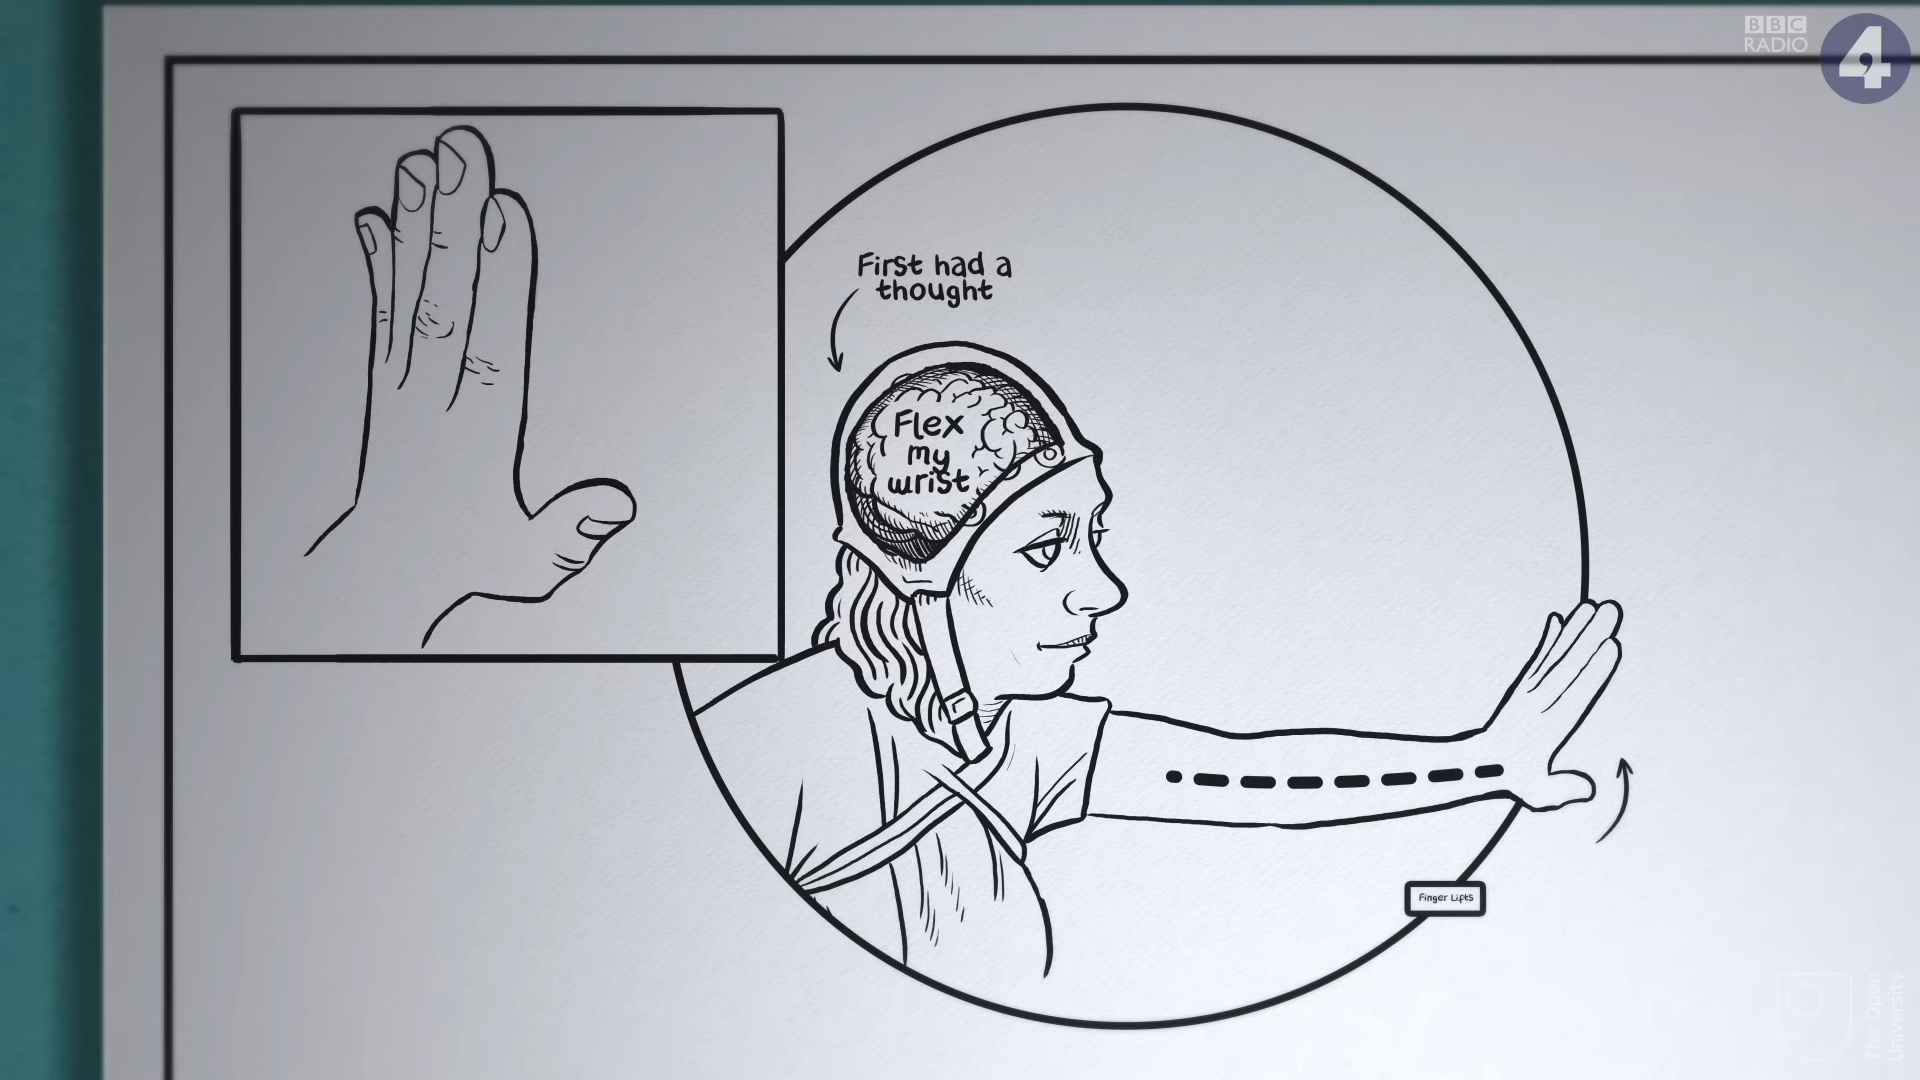 BBC
RADIO
4
First had a
thought
Flex
my
wrist
Finger Lifts
The Open
University